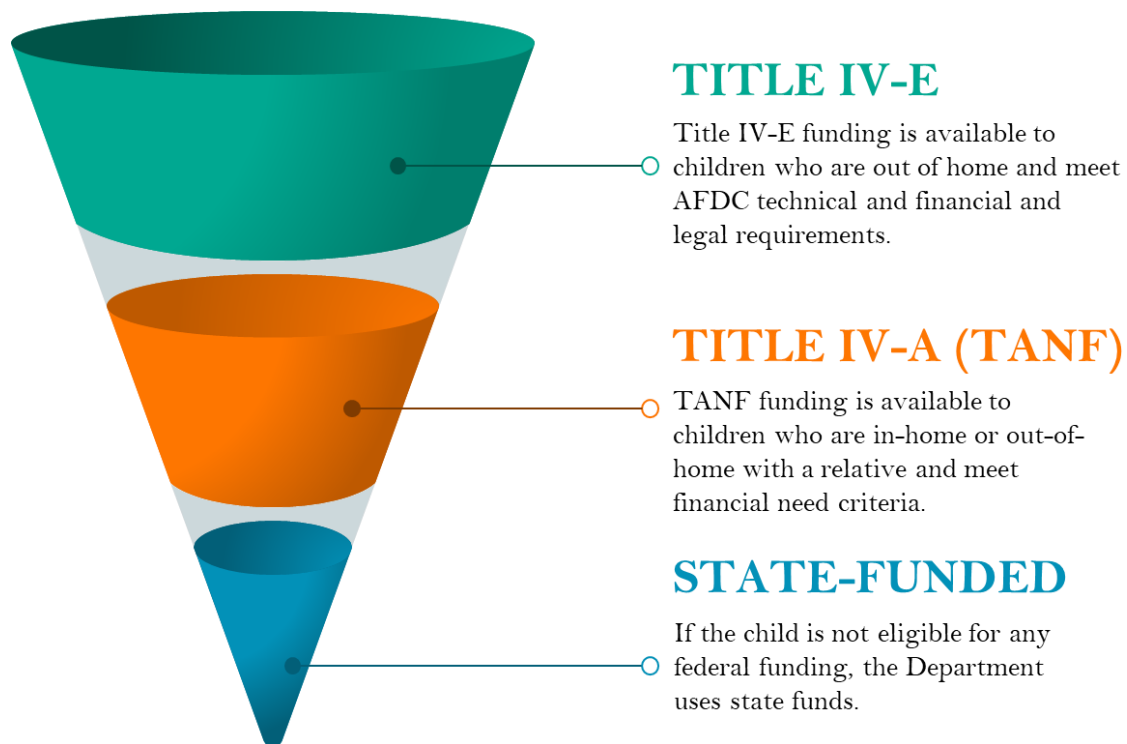 TITLE IV-E
Title IV-E funding is available to
children who are out of home and meet
AFDC technical and financial and
legal requirements.
TITLE IV-A (TANF)
TANF funding is available to
children who are in-home or out-of-
home with a relative and meet
financial need criteria.
STATE-FUNDED
If the child is not eligible for any
federal funding, the Department
uses state funds.